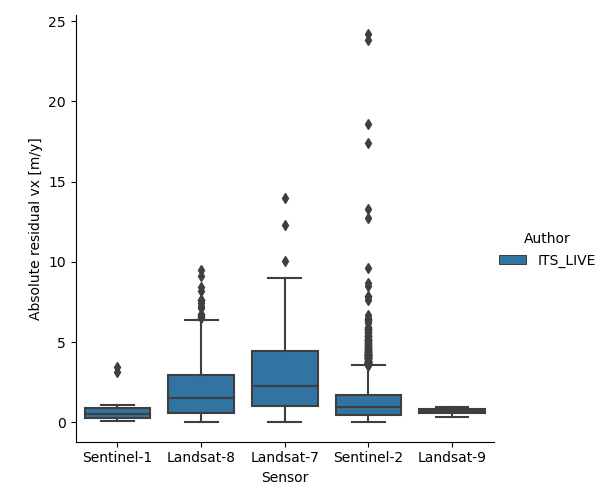 25
20
15
10
5
0
Absolute residual vx [m/y]
Sentinel-1 Landsat-8 Landsat-7 Sentinel-2 Landsat-9
Sensor
Author
ITS_LIVE